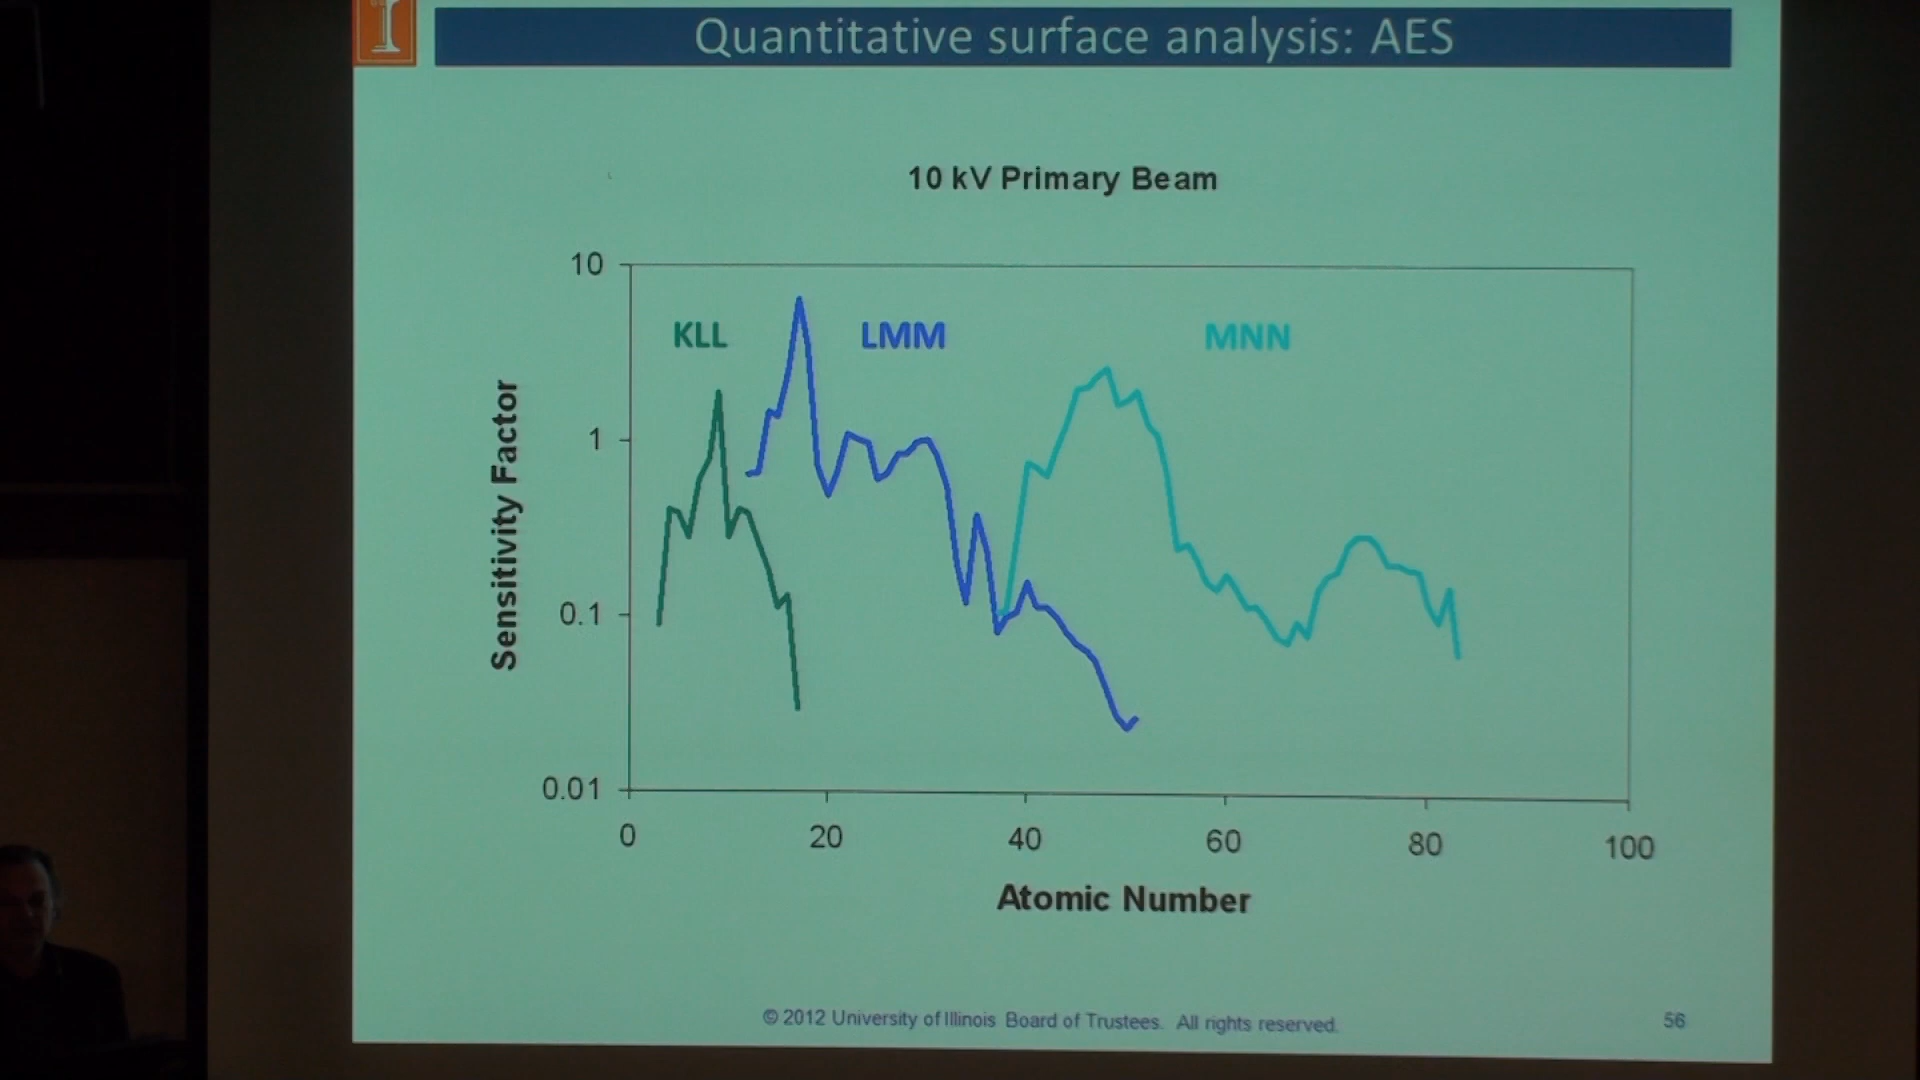 I
Quantitative surface analysis: AES
10 kV Primary Beam
10
1
0.1
0.01
Sensitivity Factor
KLL
LMM
MNN
0 20 40 60 80 100
Atomic Number
© 2012 University of Illinois Board of Trustees. All rights reserved.
56